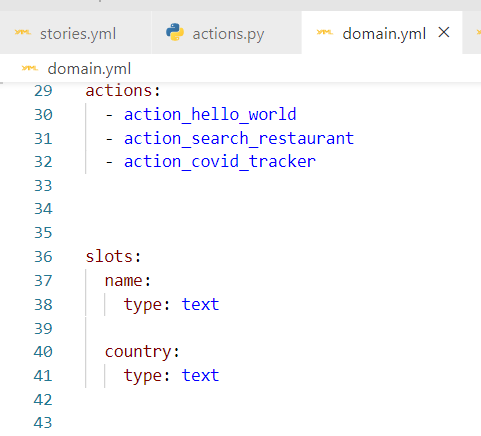 stories.yml actions.py domain.yml
domain.yml
29 actions:
30 - action_hello_world
31 - action_search_restaurant
32 - action_covid_tracker
33
34
35
36 slots:
37 name:
38 type: text
39
40 country:
41 type: text
42
43